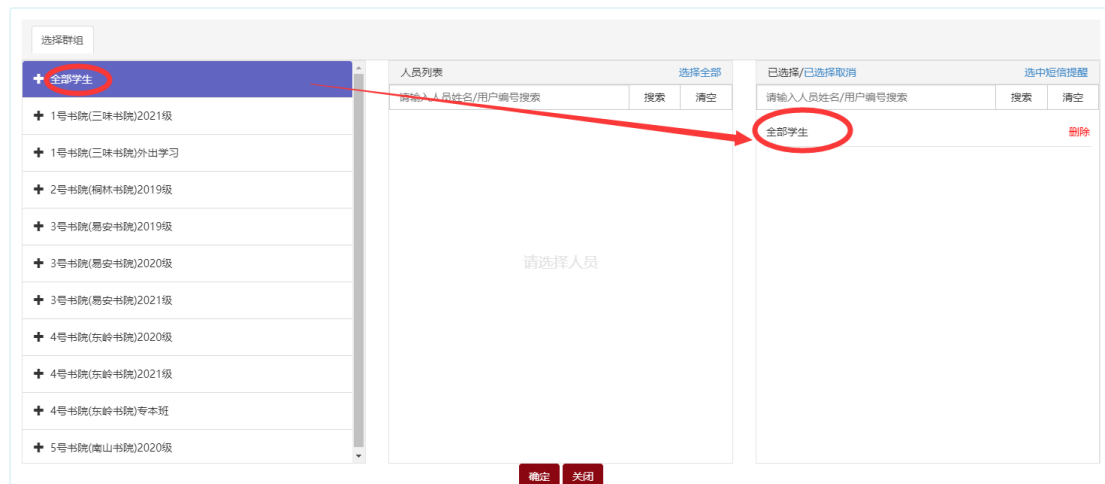 选择群组
全部学生
1号书院(三味书院)2021级
1号书院(三味书院)外出学习
2号书院(桐林书院)2019级
3号书院(易安书院)2019级
3号书院(易安书院)2020级
3号书院(易安书院)2021级
4号书院(东岭书院)2020级
4号书院(东岭书院)2021级
4号书院(东岭书院)专本班
5号书院(南山书院)2020级
人员列表 选择全部
请输入人员姓名/用户编号搜索 搜索 清空
请选择人员
已选择/已选择取消 选中短信提醒
请输入人员姓名/用户编号搜索 搜索 清空
全部学生 删除
确定 关闭